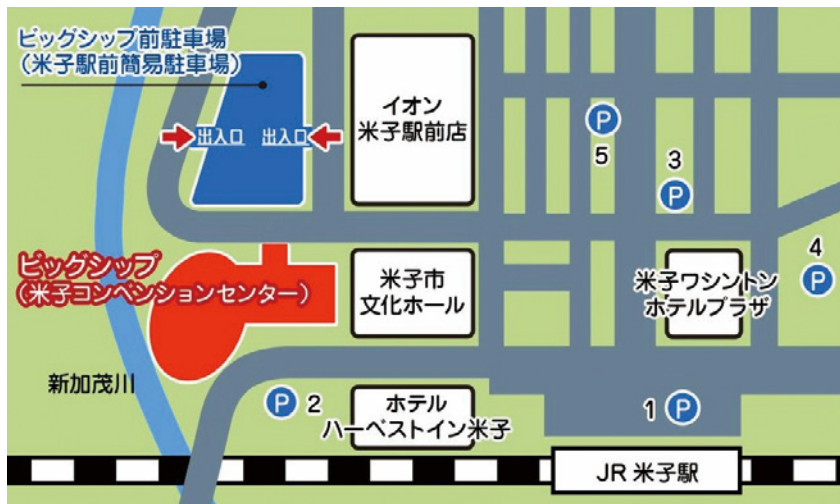 ビッグシップ前駐車場
（米子駅前簡易駐車場）
出入口
出入口
イオン
米子駅前店
P
5
3
P
ビッグシップ
（米子コンベンションセンター）
米子市
文化ホール
米子ワシントン
ホテルプラザ
4
P
新加茂川
P 2
ホテル
ハーベストイン米子
1 P
JR 米子駅